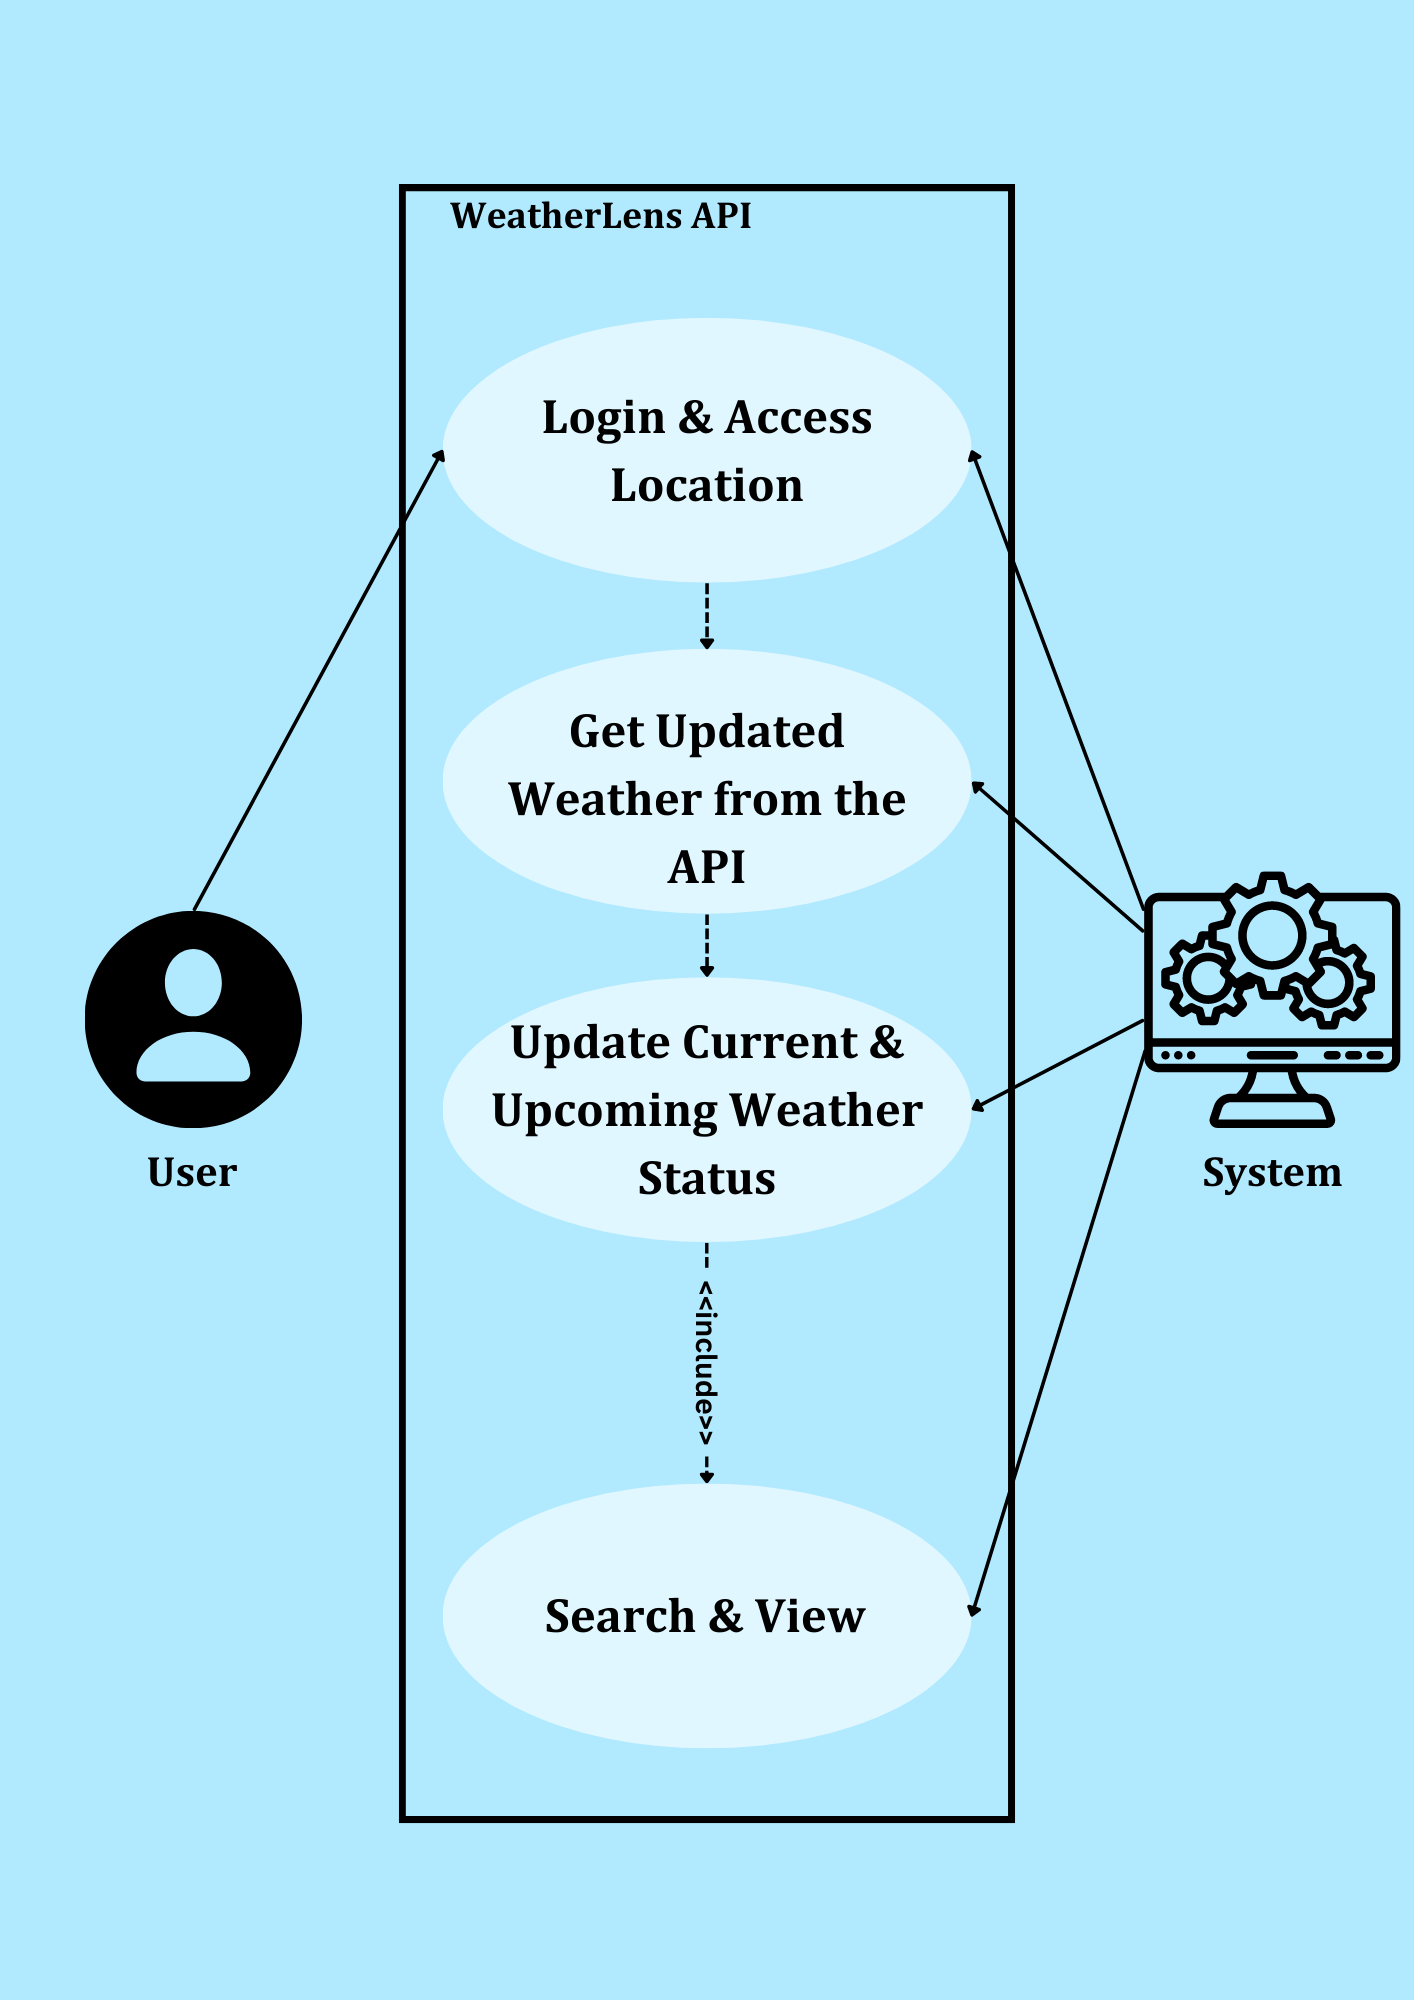 WeatherLens API
Login & Access
Location
Get Updated
Weather from the
API
Update Current &
Upcoming Weather
Status
User
System
<<include>>
Search & View